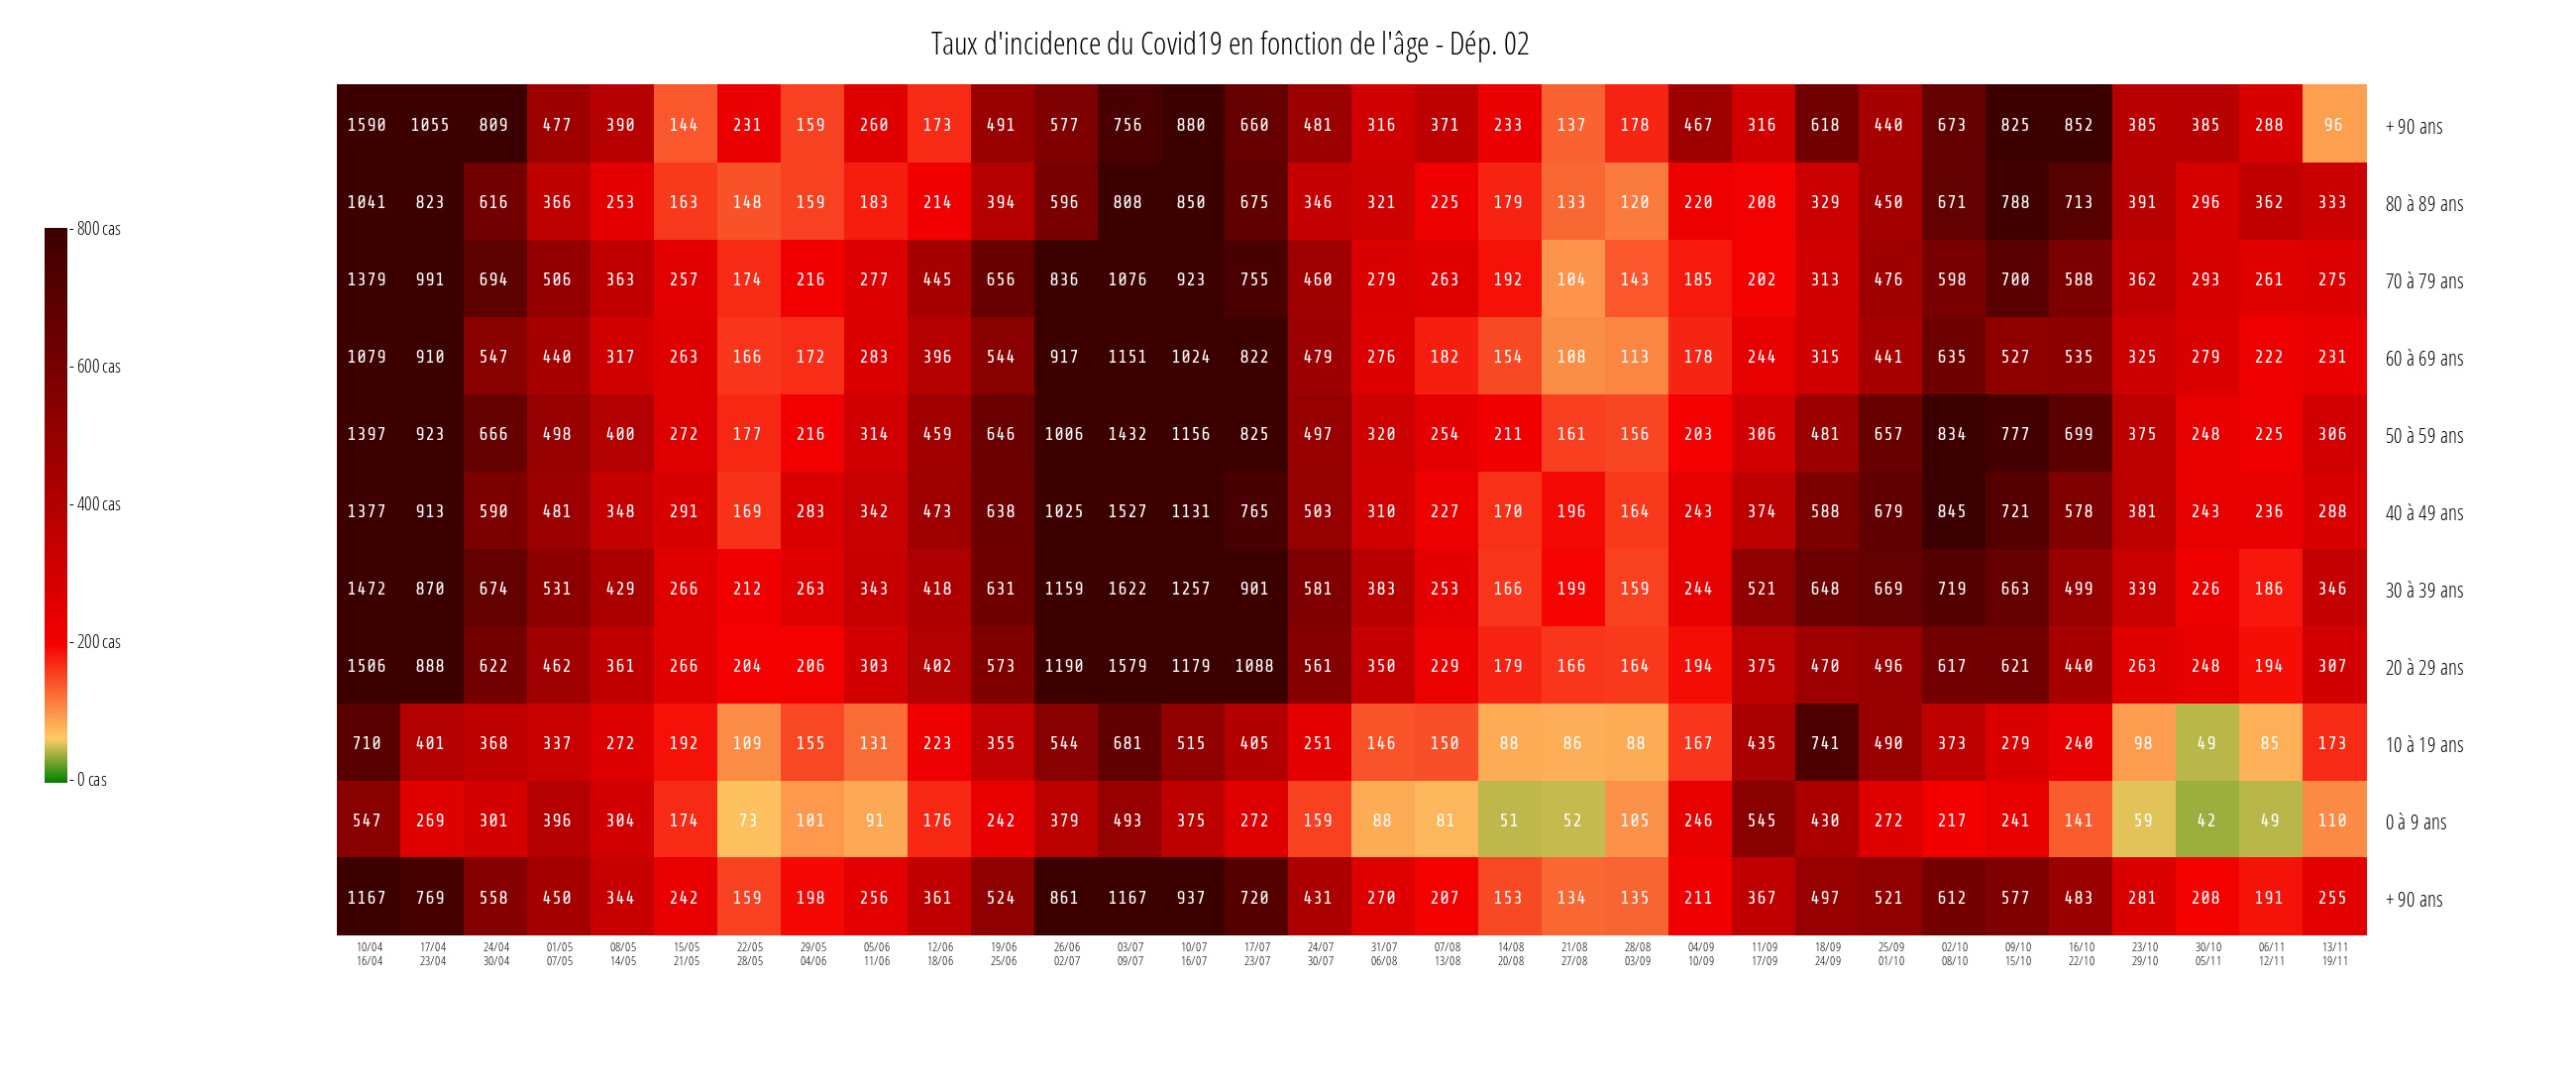 Taux d'incidence du Covid19 en fonction de l'âge - Dép. 02
- 800 cas
- 600 cas
- 400 cas
- 200 cas
- 0 cas
1590 1055 809 477 390 144 231 159 260 173 491 577 756 880 660 481 316 371 233 137 178 467 316 618 440 673 825 852 385 385 288 96 + 90 ans
1041 823 616 366 253 163 148 159 183 214 394 596 808 850 675 346 321 225 179 133 120 220 208 329 450 671 788 713 391 296 362 333 80 à 89 ans
1379 991 694 506 363 257 174 216 277 445 656 836 1076 923 755 460 279 263 192 104 143 185 202 313 476 598 700 588 362 293 261 275 70 à 79 ans
1079 910 547 440 317 263 166 172 283 396 544 917 1151 1024 822 479 276 182 154 108 113 178 244 315 441 635 527 535 325 279 222 231 60 à 69 ans
1397 923 666 498 400 272 177 216 314 459 646 1006 1432 1156 825 497 320 254 211 161 156 203 306 481 657 834 777 699 375 248 225 306 50 à 59 ans
1377 913 590 481 348 291 169 283 342 473 638 1025 1527 1131 765 503 310 227 170 196 164 243 374 588 679 845 721 578 381 243 236 288 40 à 49 ans
1472 870 674 531 429 266 212 263 343 418 631 1159 1622 1257 901 581 383 253 166 199 159 244 521 648 669 719 663 499 339 226 186 346 30 à 39 ans
1506 888 622 462 361 266 204 206 303 402 573 1190 1579 1179 1088 561 350 229 179 166 164 194 375 470 496 617 621 440 263 248 194 307 20 à 29 ans
710 401 368 337 272 192 109 155 131 223 355 544 681 515 405 251 146 150 88 86 88 167 435 741 490 373 279 240 98 49 85 173 10 à 19 ans
547 269 301 396 304 174 73 101 91 176 242 379 493 375 272 159 88 81 51 52 105 246 545 430 272 217 241 141 59 42 49 110 0 à 9 ans
1167 769 558 450 344 242 159 198 256 361 524 861 1167 937 720 431 270 207 153 134 135 211 367 497 521 612 577 483 281 208 191 255 + 90 ans
10/04 17/04 24/04 01/05 08/05 15/05 22/05 29/05 05/06 12/06 19/06 26/06 03/07 10/07 17/07 24/07 31/07 07/08 14/08 21/08 28/08 04/09 11/09 18/09 25/09 02/10 09/10 16/10 23/10 30/10 06/11 13/11
16/04 23/04 30/04 07/05 14/05 21/05 28/05 04/06 11/06 18/06 25/06 02/07 09/07 16/07 23/07 30/07 06/08 13/08 20/08 27/08 03/09 10/09 17/09 24/09 01/10 08/10 15/10 22/10 29/10 05/11 12/11 19/11